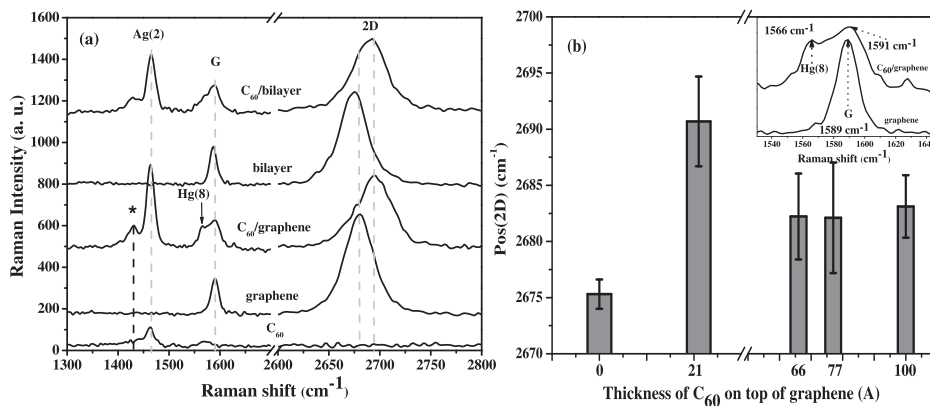 (a)
Ag(2)
G
2D
C60/bilayer
bilayer
Hg(8)
*
C60/graphene
graphene
C60
1500
1400
1200
1000
800
600
400
200
0
1300
1400
1500
1600
2600
2700
2800
Raman Intensity (a. u.)
Raman shift (cm-1)
(b)
2700
2695
2690
2685
2680
2675
2670
Pos(2D) (cm-1)
0
21
66
77
100
Thickness of C60 on top of graphene (A)
1566 cm-1
1591 cm-1
Hg(8)
C60/graphene
graphene
G
1589 cm-1
1540
1560
1580
1600
1620
Raman shift (cm-1)